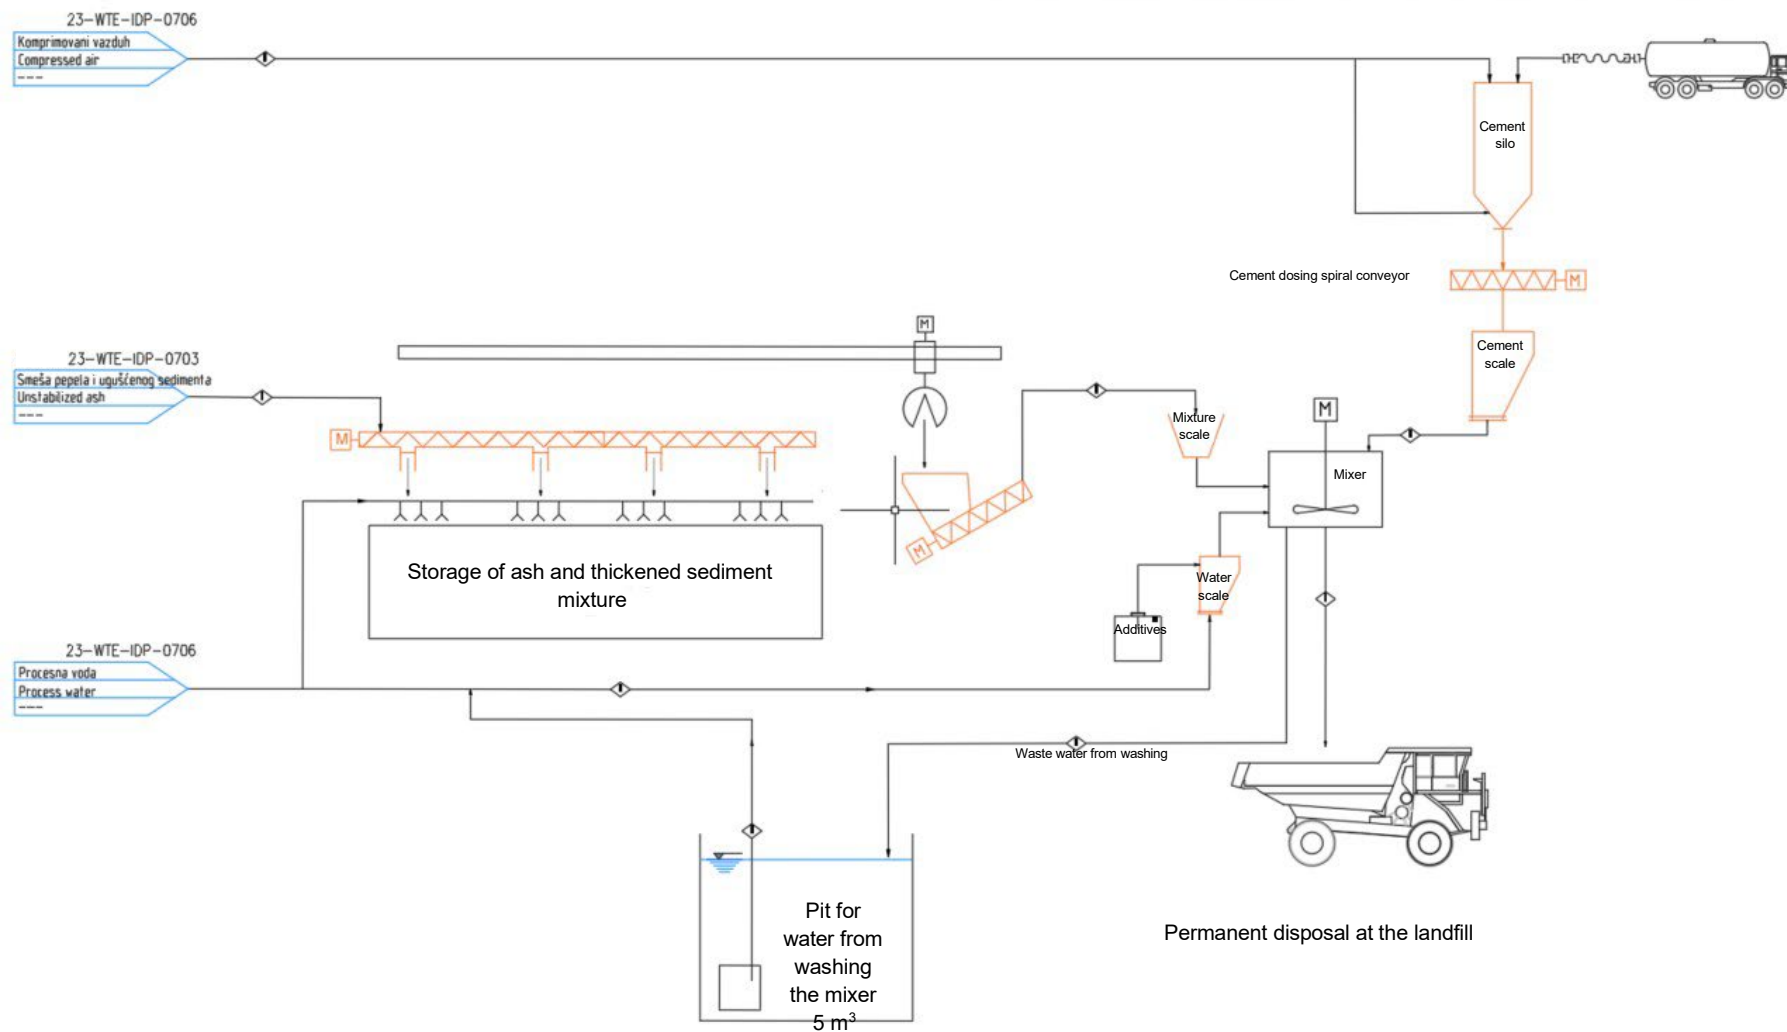 23-WTE-IDP-0706
Komprimovani vazduh
Compressed air
---
Cement
silo
Cement dosing spiral conveyor
M
M
23-WTE-IDP-0703
Smeša pepela i ugušćenog sedimenta
Unstabilized ash
---
Cement
scale
M
M
Mixture
scale
Mixer
M
Storage of ash and thickened sediment
mixture
Water
scale
Additives
23-WTE-IDP-0706
Procesna voda
Process water
---
Waste water from washing
Pit for
water from
washing
the mixer
5 m³
Permanent disposal at the landfill